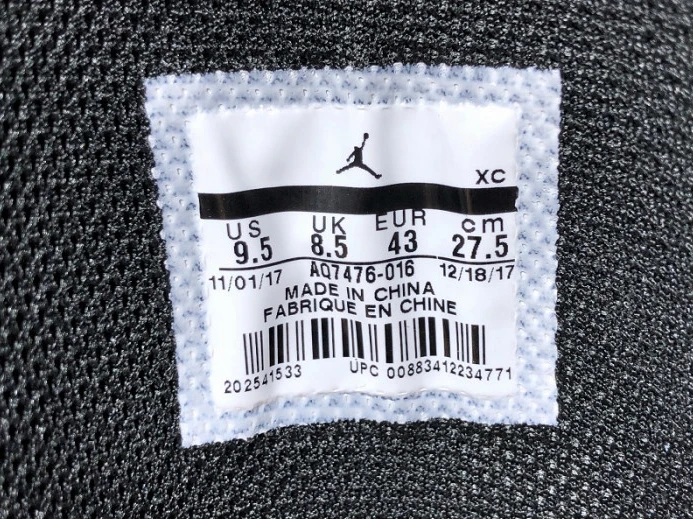 XC
US UK EUR cm
9.5 8.5 43 27.5
11/01/17 AQ7476-016 12/18/17
MADE IN CHINA
FABRIQUE EN CHINE
202541533 UPC 00883412234771